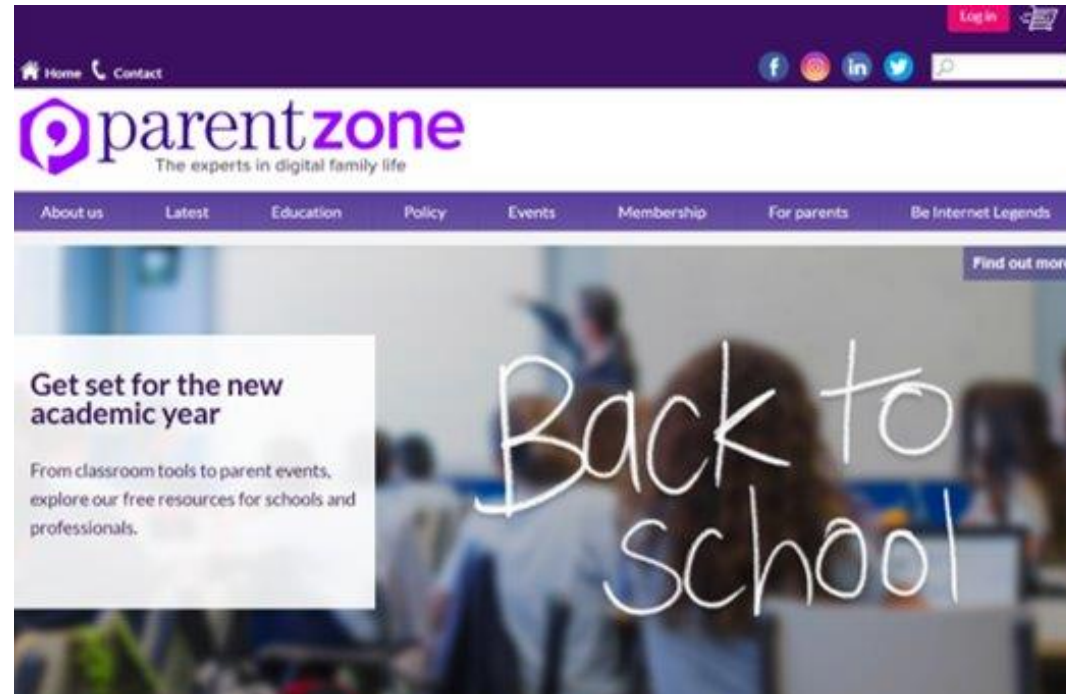 Log in
Home Contact
parentzone
The experts in digital family life
About us Latest Education Policy Events Membership For parents Be Internet Legends
Find out more
Get set for the new
academic year
From classroom tools to parent events,
explore our free resources for schools and
professionals.
Back to
school